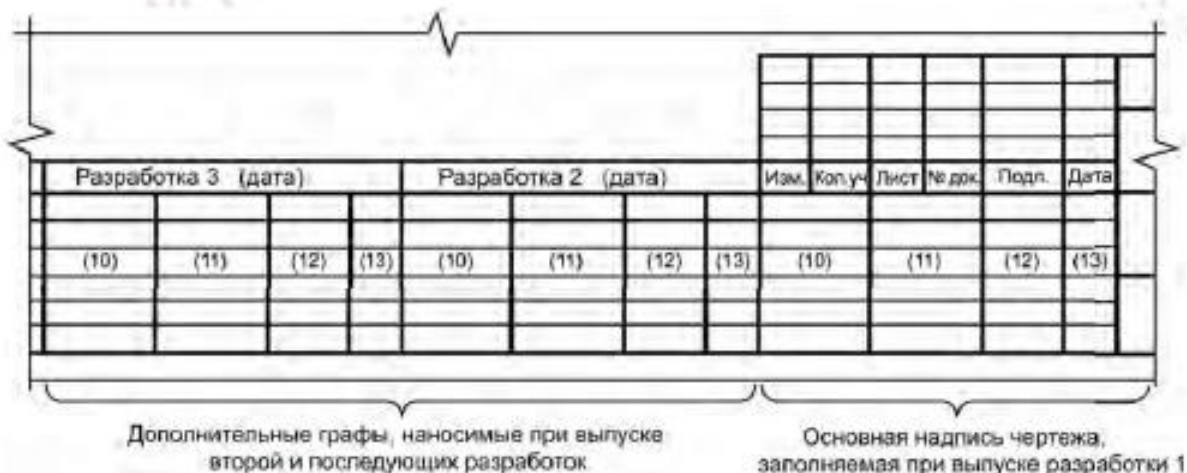 Разработка 3 (дата) Разработка 2 (дата) Изм. Кол.уч Лист № док. Подп. Дата
(10) (11) (12) (13) (10) (11) (12) (13) (10) (11) (12) (13)
Дополнительные графы, наносимые при выпуске
второй и последующих разработок
Основная надпись чертежа,
заполняемая при выпуске разработки 1